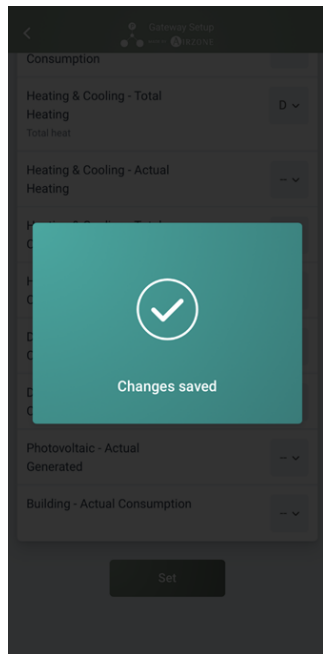 Gateway Setup
AIRZONE
Consumption
Heating & Cooling - Total
Heating
D
Total heat
Heating & Cooling - Actual
Heating
--
Changes saved
Photovoltaic - Actual
Generated
--
Building - Actual Consumption
--
Set